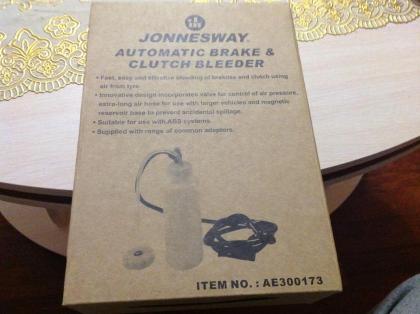 JONNESWAY
AUTOMATIC BRAKE &
CLUTCH BLEEDER
• Fast, easy and effective bleeding of brakes and clutch using
air from tyre.
• Innovative design incorporates valve for control of air pressure,
extra-long air hose for use with larger vehicles and magnetic
reservoir base to prevent accidental spillage.
• Suitable for use with ABS systems.
• Supplied with range of common adaptors.
ITEM NO. : AE300173